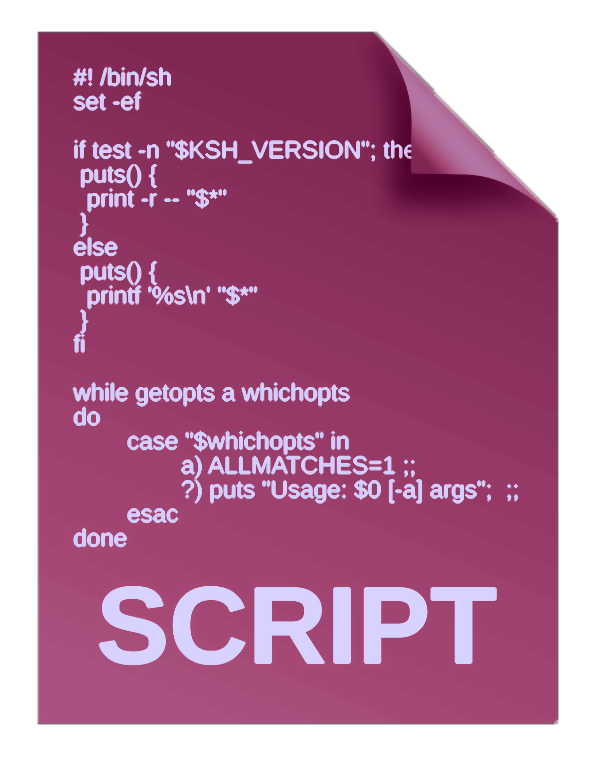 #! /bin/sh
set -ef

if test -n "$KSH_VERSION"; the
 puts() {
  print -r -- "$*"
 }
else
 puts() {
  printf '%s\n' "$*"
 }
fi

while getopts a whichopts
do
        case "$whichopts" in
                a) ALLMATCHES=1 ;;
                ?) puts "Usage: $0 [-a] args";  ;;
        esac
done
SCRIPT